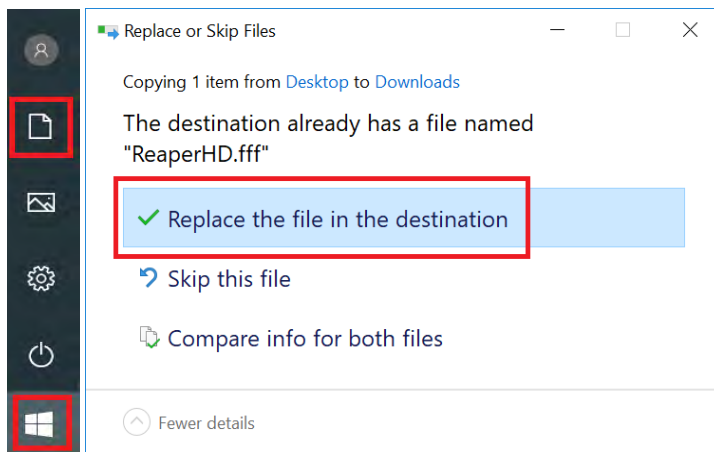 Replace or Skip Files
Copying 1 item from Desktop to Downloads
The destination already has a file named
"ReaperHD.fff"
Replace the file in the destination
Skip this file
Compare info for both files
Fewer details